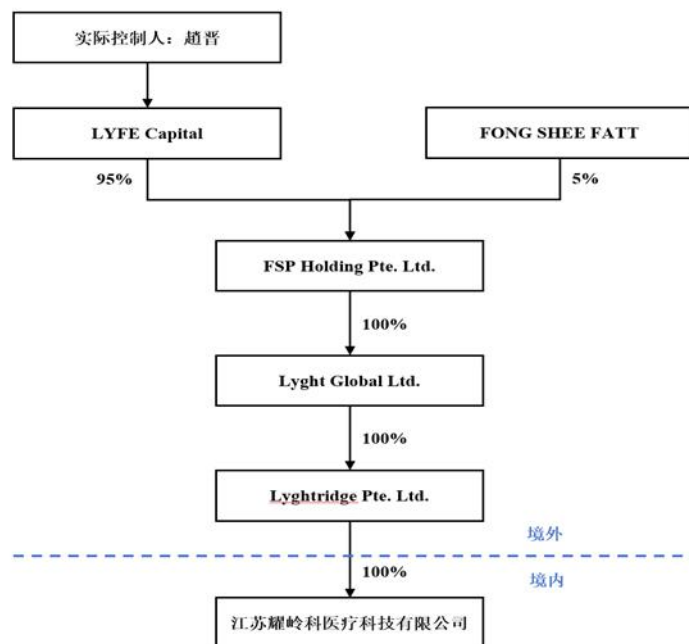 实际控制人：趙晋
LYFE Capital
FONG SHEE FATT
95%
5%
FSP Holding Pte. Ltd.
100%
Lyght Global Ltd.
100%
Lyghtridge Pte. Ltd.
境外
100%
境内
江苏耀岭科医疗科技有限公司